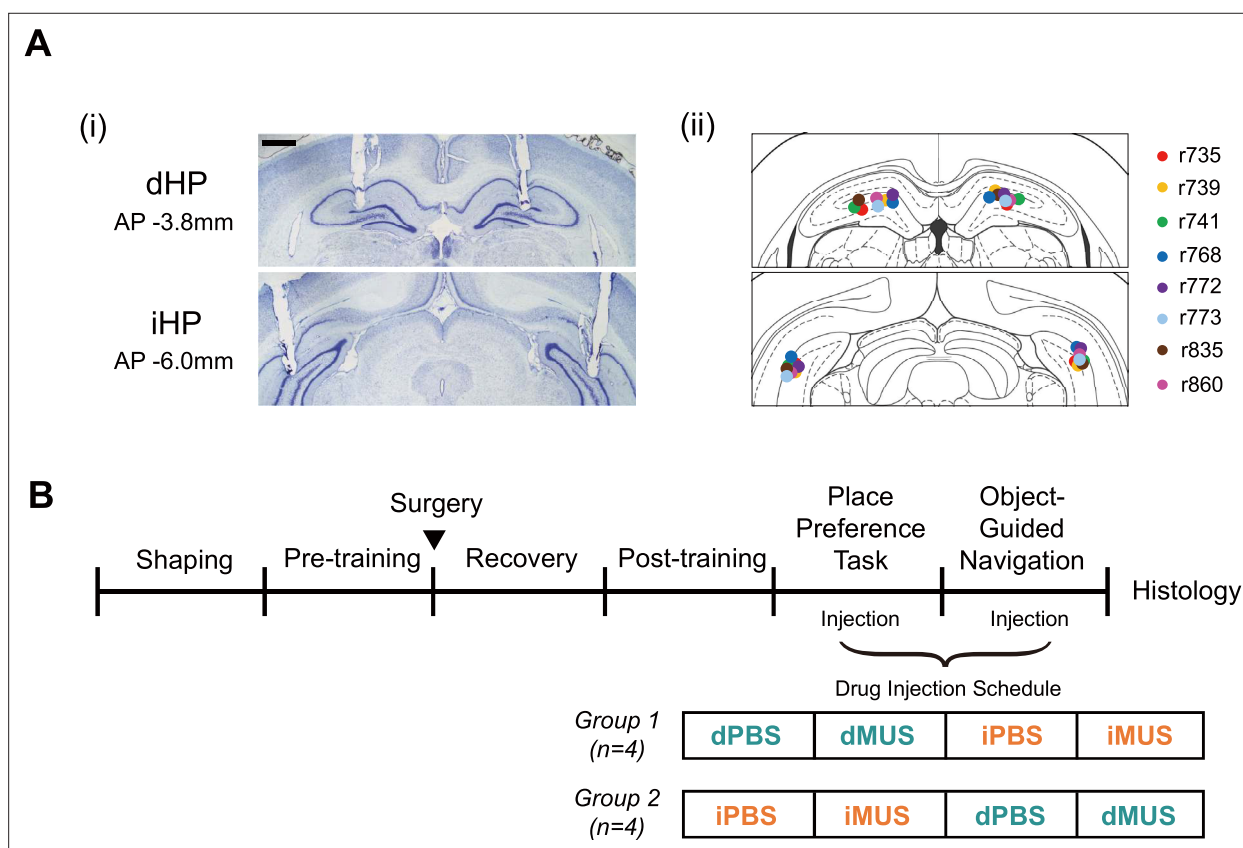 A
(i)
dHP
AP -3.8mm
iHP
AP -6.0mm
(ii)
r735
r739
r741
r768
r772
r773
r835
r860
B
Shaping
Pre-training
Surgery
Recovery
Post-training
Place
Preference
Task
Object-
Guided
Navigation
Histology
Injection
Injection
Drug Injection Schedule
Group 1
(n=4)
dPBS dMUS iPBS iMUS
Group 2
(n=4)
iPBS iMUS dPBS dMUS